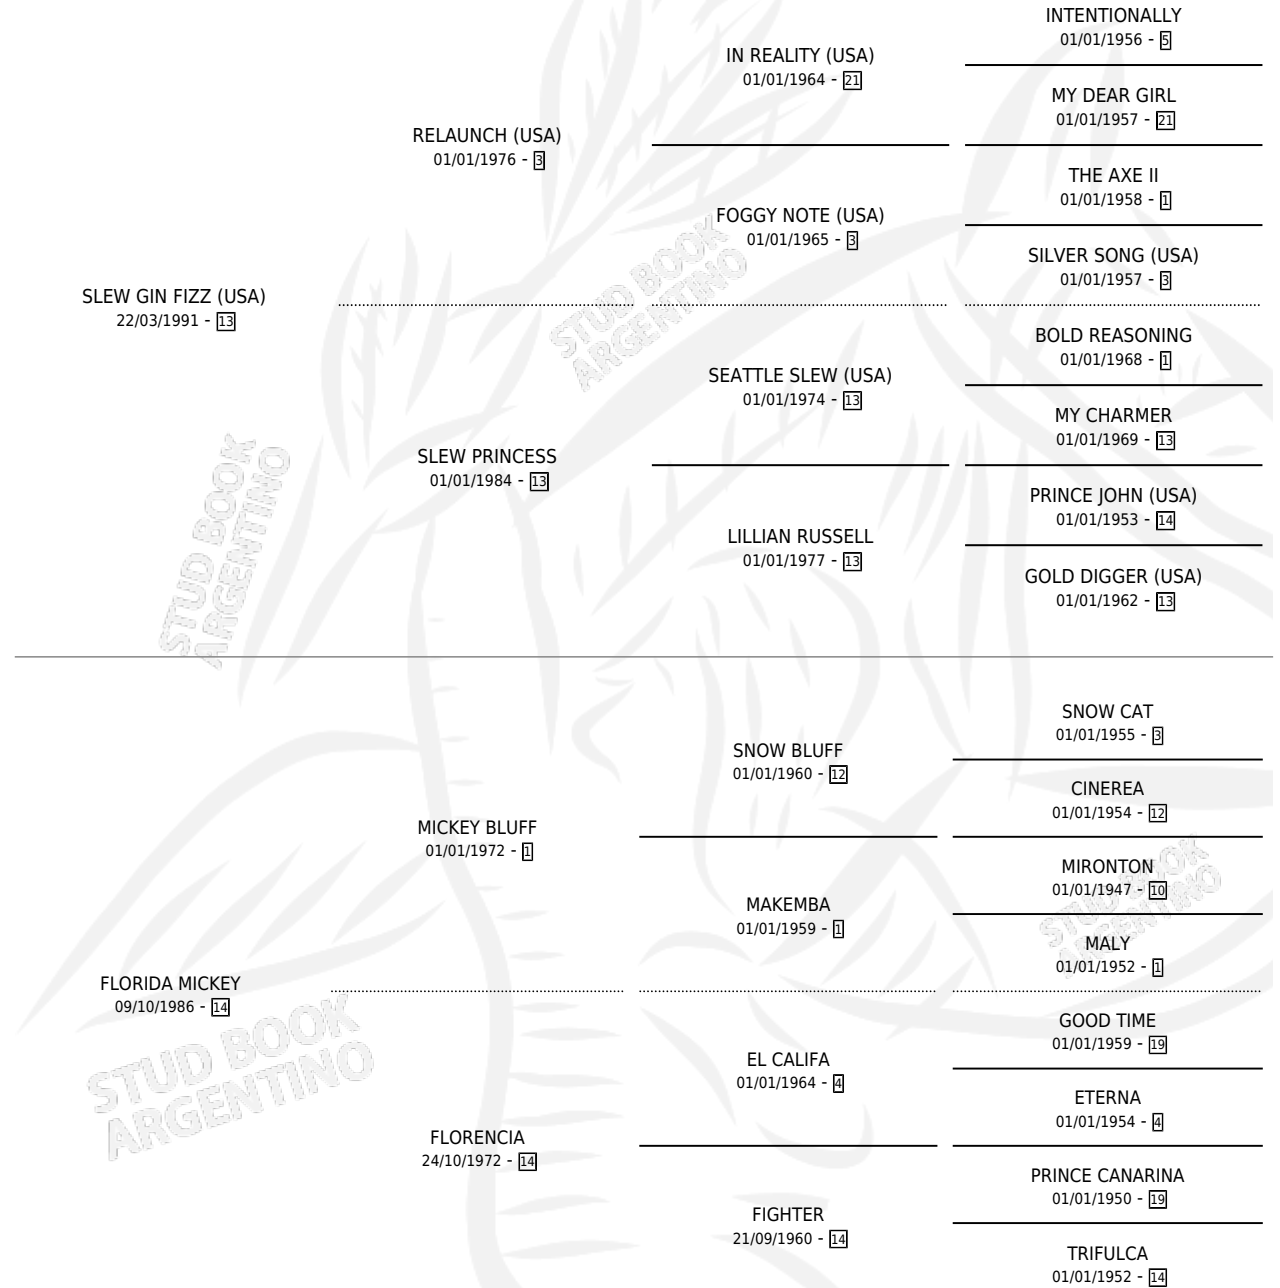 INTENTIONALLY
01/01/1956 - 5
IN REALITY (USA)
01/01/1964 - 21
MY DEAR GIRL
01/01/1957 - 21
RELAUNCH (USA)
01/01/1976 - 3
THE AXE II
01/01/1958 - 1
FOGGY NOTE (USA)
01/01/1965 - 3
SILVER SONG (USA)
01/01/1957 - 3
SLEW GIN FIZZ (USA)
22/03/1991 - 13
BOLD REASONING
01/01/1968 - 1
SEATTLE SLEW (USA)
01/01/1974 - 13
MY CHARMER
01/01/1969 - 13
SLEW PRINCESS
01/01/1984 - 13
PRINCE JOHN (USA)
01/01/1953 - 14
LILLIAN RUSSELL
01/01/1977 - 13
GOLD DIGGER (USA)
01/01/1962 - 13
SNOW CAT
01/01/1955 - 3
SNOW BLUFF
01/01/1960 - 12
CINEREA
01/01/1954 - 12
MICKEY BLUFF
01/01/1972 - 1
MIRONTON
01/01/1947 - 10
MAKEMBA
01/01/1959 - 1
MALY
01/01/1952 - 1
FLORIDA MICKEY
09/10/1986 - 14
GOOD TIME
01/01/1959 - 19
EL CALIFA
01/01/1964 - 4
ETERNA
01/01/1954 - 4
FLORENCIA
24/10/1972 - 14
PRINCE CANARINA
01/01/1950 - 19
FIGHTER
21/09/1960 - 14
TRIFULCA
01/01/1952 - 14
STUD BOOK
ARGENTINO
STUD BOOK
ARGENTINO
STUD BOOK
ARGENTINO
STUD BOOK
ARGENTINO